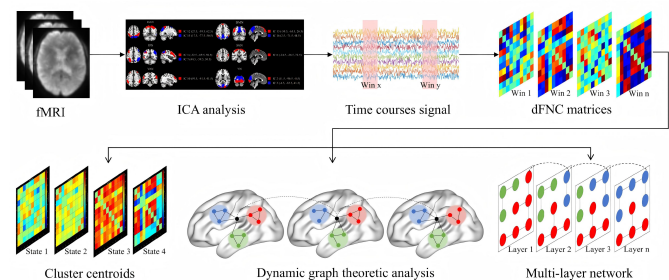 fMRI
ICA analysis
Win x
Win y
Time courses signal
Win 1
Win 2
Win 3
Win n
dFNC matrices
State 1
State 2
State 3
State 4
Cluster centroids
Dynamic graph theoretic analysis
Layer 1
Layer 2
Layer 3
Layer n
Multi-layer network